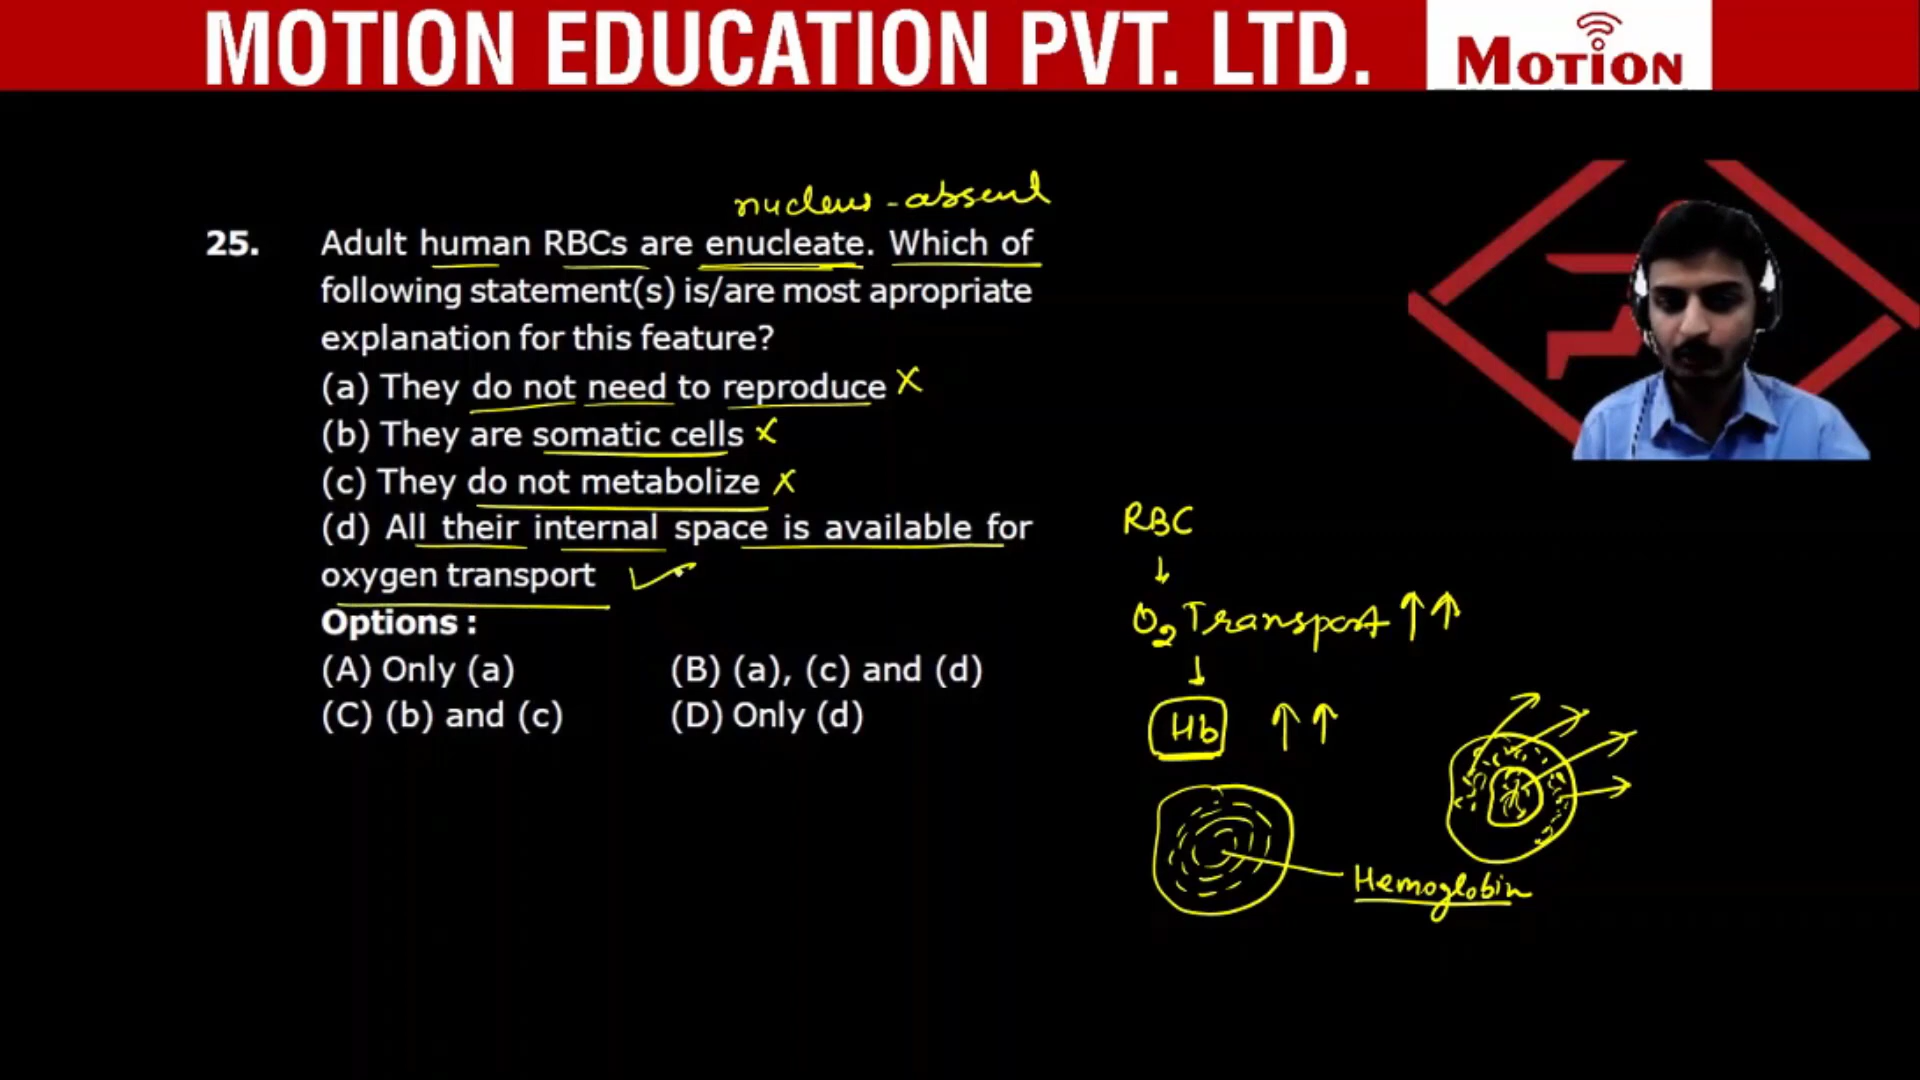 MOTION EDUCATION PVT. LTD.
MOTION
nucleus - absent
25. Adult human RBCs are enucleate. Which of
following statement(s) is/are most apropriate
explanation for this feature?
(a) They do not need to reproduce ×
(b) They are somatic cells ×
(c) They do not metabolize ×
(d) All their internal space is available for
oxygen transport ✓
Options :
(A) Only (a) (B) (a), (c) and (d)
(C) (b) and (c) (D) Only (d)
RBC
↓
O₂ Transport ↑↑
↓
Hb ↑↑
Hemoglobin